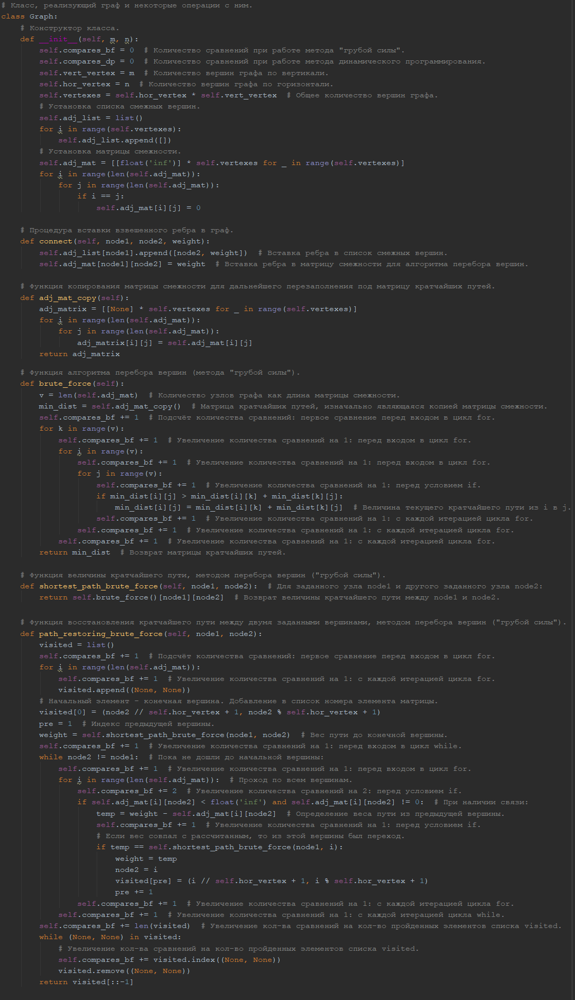 # Класс, реализующий граф и некоторые операции с ним.
class Graph:
    # Конструктор класса.
    def __init__(self, m, n):
        self.compares_bf = 0  # Количество сравнений при работе метода "грубой силы".
        self.compares_dp = 0  # Количество сравнений при работе метода динамического программирования.
        self.vert_vertex = m  # Количество вершин графа по вертикали.
        self.hor_vertex = n  # Количество вершин графа по горизонтали.
        self.vertexes = self.hor_vertex * self.vert_vertex  # Общее количество вершин графа.
        # Установка списка смежных вершин.
        self.adj_list = list()
        for i in range(self.vertexes):
            self.adj_list.append([])
        # Установка матрицы смежности.
        self.adj_mat = [[float('inf')] * self.vertexes for _ in range(self.vertexes)]
        for i in range(len(self.adj_mat)):
            for j in range(len(self.adj_mat)):
                if i == j:
                    self.adj_mat[i][j] = 0

    # Процедура вставки взвешенного ребра в граф.
    def connect(self, node1, node2, weight):
        self.adj_list[node1].append([node2, weight])  # Вставка ребра в список смежных вершин.
        self.adj_mat[node1][node2] = weight  # Вставка ребра в матрицу смежности для алгоритма перебора вершин.

    # Функция копирования матрицы смежности для дальнейшего перезаполнения под матрицу кратчайших путей.
    def adj_mat_copy(self):
        adj_matrix = [[None] * self.vertexes for _ in range(self.vertexes)]
        for i in range(len(self.adj_mat)):
            for j in range(len(self.adj_mat)):
                adj_matrix[i][j] = self.adj_mat[i][j]
        return adj_matrix

    # Функция алгоритма перебора вершин (метода "грубой силы").
    def brute_force(self):
        v = len(self.adj_mat)  # Количество узлов графа как длина матрицы смежности.
        min_dist = self.adj_mat_copy()  # Матрица кратчайших путей, изначально являющаяся копией матрицы смежности.
        self.compares_bf += 1  # Подсчёт количества сравнений: первое сравнение перед входом в цикл for.
        for k in range(v):
            self.compares_bf += 1  # Увеличение количества сравнений на 1: перед входом в цикл for.
            for i in range(v):
                self.compares_bf += 1  # Увеличение количества сравнений на 1: перед входом в цикл for.
                for j in range(v):
                    self.compares_bf += 1  # Увеличение количества сравнений на 1: перед условием if.
                    if min_dist[i][j] > min_dist[i][k] + min_dist[k][j]:
                        min_dist[i][j] = min_dist[i][k] + min_dist[k][j]  # Величина текущего кратчайшего пути из i в j.
                    self.compares_bf += 1  # Увеличение количества сравнений на 1: с каждой итерацией цикла for.
                self.compares_bf += 1  # Увеличение количества сравнений на 1: с каждой итерацией цикла for.
            self.compares_bf += 1  # Увеличение количества сравнений на 1: с каждой итерацией цикла for.
        return min_dist  # Возврат матрицы кратчайших путей.

    # Функция величины кратчайшего пути, методом перебора вершин ("грубой силы").
    def shortest_path_brute_force(self, node1, node2):  # Для заданного узла node1 и другого заданного узла node2:
        return self.brute_force()[node1][node2]  # Возврат величины кратчайшего пути между node1 и node2.

    # Функция восстановления кратчайшего пути между двумя заданными вершинами, методом перебора вершин ("грубой силы").
    def path_restoring_brute_force(self, node1, node2):
        visited = list()
        self.compares_bf += 1  # Подсчёт количества сравнений: первое сравнение перед входом в цикл for.
        for i in range(len(self.adj_mat)):
            self.compares_bf += 1  # Увеличение количества сравнений на 1: с каждой итерацией цикла for.
            visited.append((None, None))
        # Начальный элемент - конечная вершина. Добавление в список номера элемента матрицы.
        visited[0] = (node2 // self.hor_vertex + 1, node2 % self.hor_vertex + 1)
        pre = 1  # Индекс предыдущей вершины.
        weight = self.shortest_path_brute_force(node1, node2)  # Вес пути до конечной вершины.
        self.compares_bf += 1  # Увеличение количества сравнений на 1: перед входом в цикл while.
        while node2 != node1:  # Пока не дошли до начальной вершины:
            self.compares_bf += 1  # Увеличение количества сравнений на 1: перед входом в цикл for.
            for i in range(len(self.adj_mat)):  # Проход по всем вершинам.
                self.compares_bf += 2  # Увеличение количества сравнений на 2: перед условием if.
                if self.adj_mat[i][node2] < float('inf') and self.adj_mat[i][node2] != 0:  # При наличии связи:
                    temp = weight - self.adj_mat[i][node2]  # Определение веса пути из предыдущей вершины.
                    self.compares_bf += 1  # Увеличение количества сравнений на 1: перед условием if.
                    # Если вес совпал с рассчитанным, то из этой вершины был переход.
                    if temp == self.shortest_path_brute_force(node1, i):
                        weight = temp
                        node2 = i
                        visited[pre] = (i // self.hor_vertex + 1, i % self.hor_vertex + 1)
                        pre += 1
                self.compares_bf += 1  # Увеличение количества сравнений на 1: с каждой итерацией цикла for.
            self.compares_bf += 1  # Увеличение количества сравнений на 1: с каждой итерацией цикла while.
        self.compares_bf += len(visited)  # Увеличение кол-ва сравнений на кол-во пройденных элементов списка visited.
        while (None, None) in visited:
            # Увеличение кол-ва сравнений на кол-во пройденных элементов списка visited.
            self.compares_bf += visited.index((None, None))
            visited.remove((None, None))
        return visited[::-1]